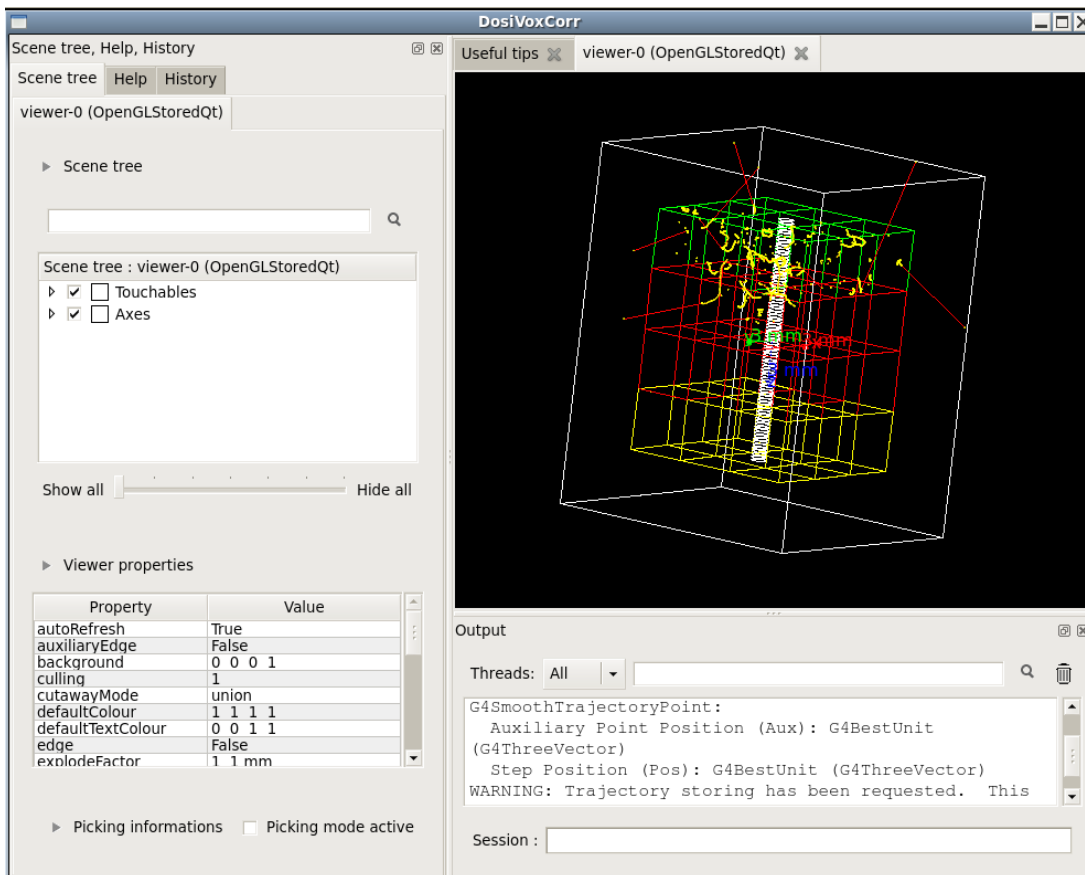 DosiVoxCorr
Scene tree, Help, History
Scene tree Help History
viewer-0 (OpenGLStoredQt)
Scene tree
Scene tree : viewer-0 (OpenGLStoredQt)
Touchables
Axes
Show all Hide all
Viewer properties
Property Value
autoRefresh True
auxiliaryEdge False
background 0 0 0 1
culling 1
cutawayMode union
defaultColour 1 1 1 1
defaultTextColour 0 0 1 1
edge False
explodeFactor 1 1 mm
Picking informations Picking mode active
Useful tips viewer-0 (OpenGLStoredQt)
3 mm
mm
Output
Threads: All
G4SmoothTrajectoryPoint:
Auxiliary Point Position (Aux): G4BestUnit
(G4ThreeVector)
Step Position (Pos): G4BestUnit (G4ThreeVector)
WARNING: Trajectory storing has been requested. This
Session :